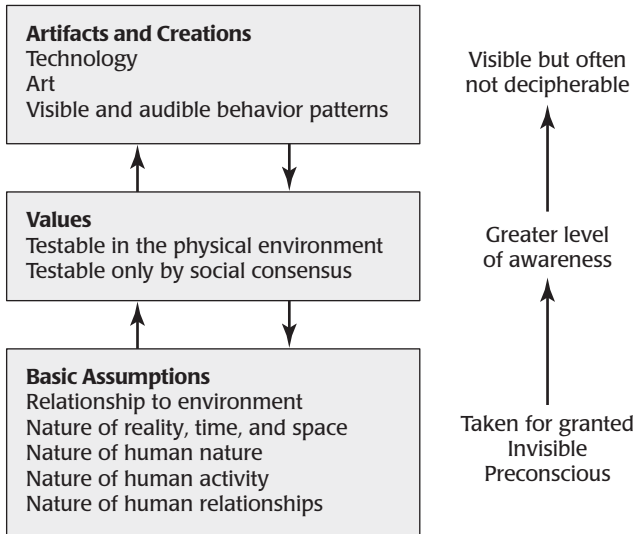 Artifacts and Creations
Technology
Art
Visible and audible behavior patterns
Visible but often
not decipherable
Values
Testable in the physical environment
Testable only by social consensus
Greater level
of awareness
Basic Assumptions
Relationship to environment
Nature of reality, time, and space
Nature of human nature
Nature of human activity
Nature of human relationships
Taken for granted
Invisible
Preconscious